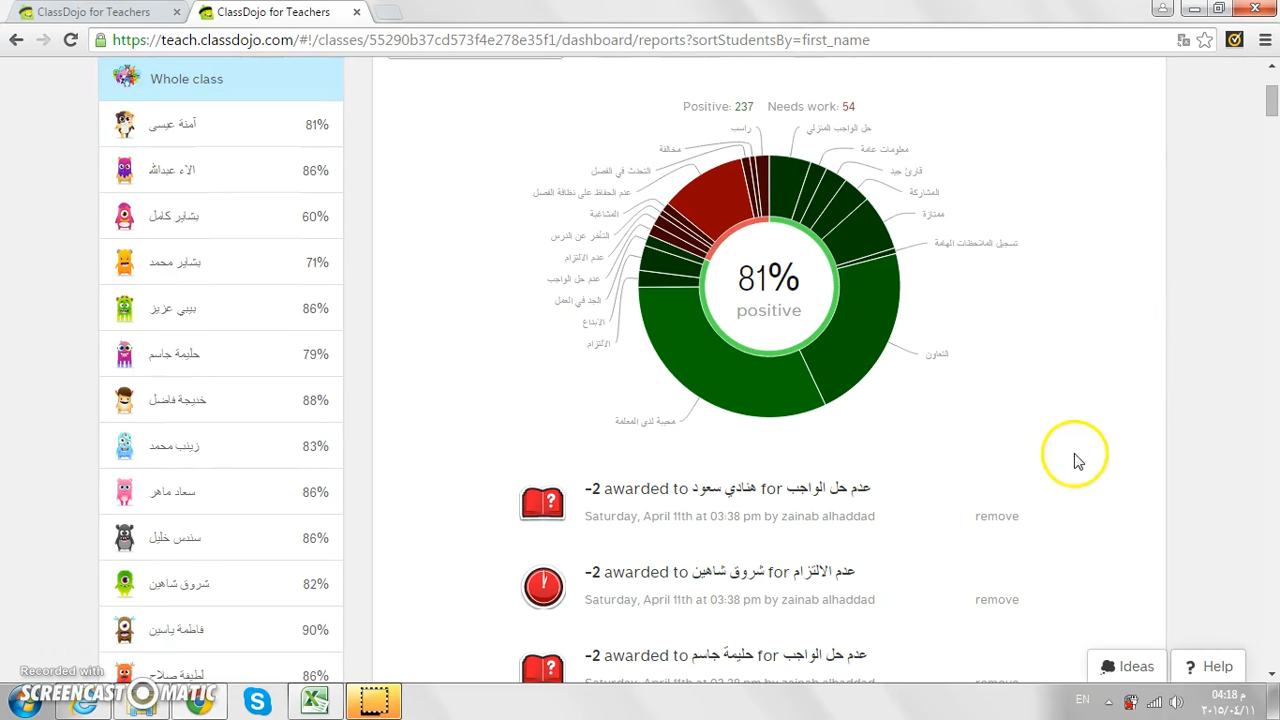 ClassDojo for Teachers
ClassDojo for Teachers
https://teach.classdojo.com/#!/classes/55290b37cd573f4e278e35f1/dashboard/reports?sortStudentsBy=first_name
Whole class
آمنة عيسى 81%
الاء عبدالله 86%
بشاير كامل 60%
بشاير محمد 86%
بيبي عزيز 86%
حليمة جاسم 79%
خديجة فاضل 88%
زينب محمد 83%
سعاد ماهر 86%
سندس خليل 86%
شروق شاهين 82%
فاطمة ياسين 90%
لطيفة صلاح 86%
Positive: 237 Needs work: 54
راسب
حل الواجب المنزلي
مخالفة
معلومات عامة
التحدث في الفصل
قارئ جيد
عدم الحفاظ على نظافة الفصل
المشاركة
المشاغبة
ممتازة
التأخر عن الدرس
تسجيل الملاحظات الهامة
عدم الالتزام
عدم حل الواجب
الجد في العمل
الابداع
الالتزام
التعاون
محببة لدى المعلمة
81%
positive
-2 awarded to هنادي سعود for عدم حل الواجب
Saturday, April 11th at 03:38 pm by zainab alhaddad remove
-2 awarded to شروق شاهين for عدم الالتزام
Saturday, April 11th at 03:38 pm by zainab alhaddad remove
-2 awarded to حليمة جاسم for عدم حل الواجب
Ideas
? Help
Recorded with
SCREENCAST MATIC
EN
04:18 م
٢٠١٥/٠٤/١١